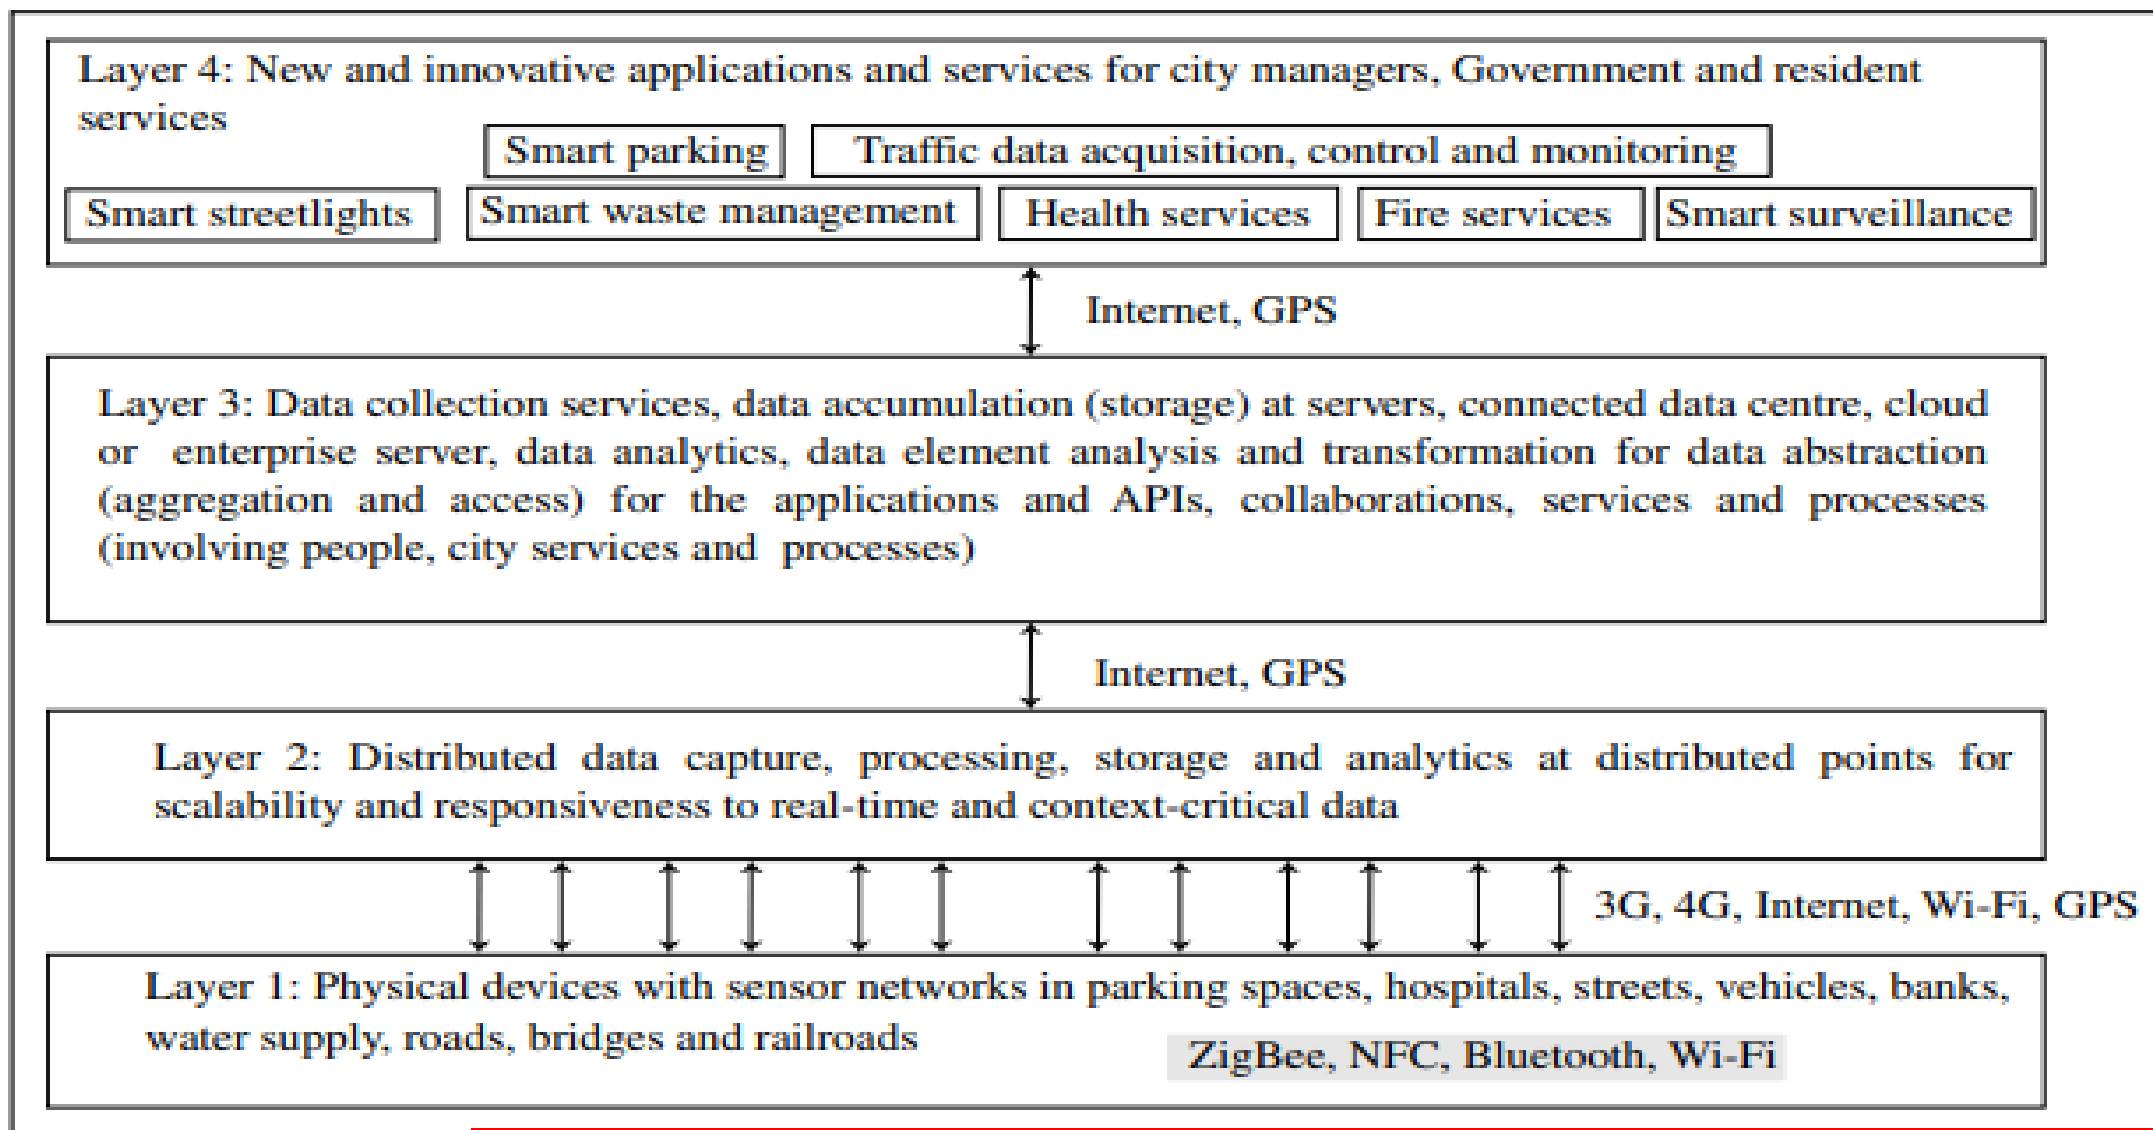 Layer 4: New and innovative applications and services for city managers, Government and resident
services
Smart parking
Traffic data acquisition, control and monitoring
Smart streetlights
Smart waste management
Health services
Fire services
Smart surveillance
Internet, GPS
Layer 3: Data collection services, data accumulation (storage) at servers, connected data centre, cloud
or enterprise server, data analytics, data element analysis and transformation for data abstraction
(aggregation and access) for the applications and APIs, collaborations, services and processes
(involving people, city services and processes)
Internet, GPS
Layer 2: Distributed data capture, processing, storage and analytics at distributed points for
scalability and responsiveness to real-time and context-critical data
3G, 4G, Internet, Wi-Fi, GPS
Layer 1: Physical devices with sensor networks in parking spaces, hospitals, streets, vehicles, banks,
water supply, roads, bridges and railroads
ZigBee, NFC, Bluetooth, Wi-Fi